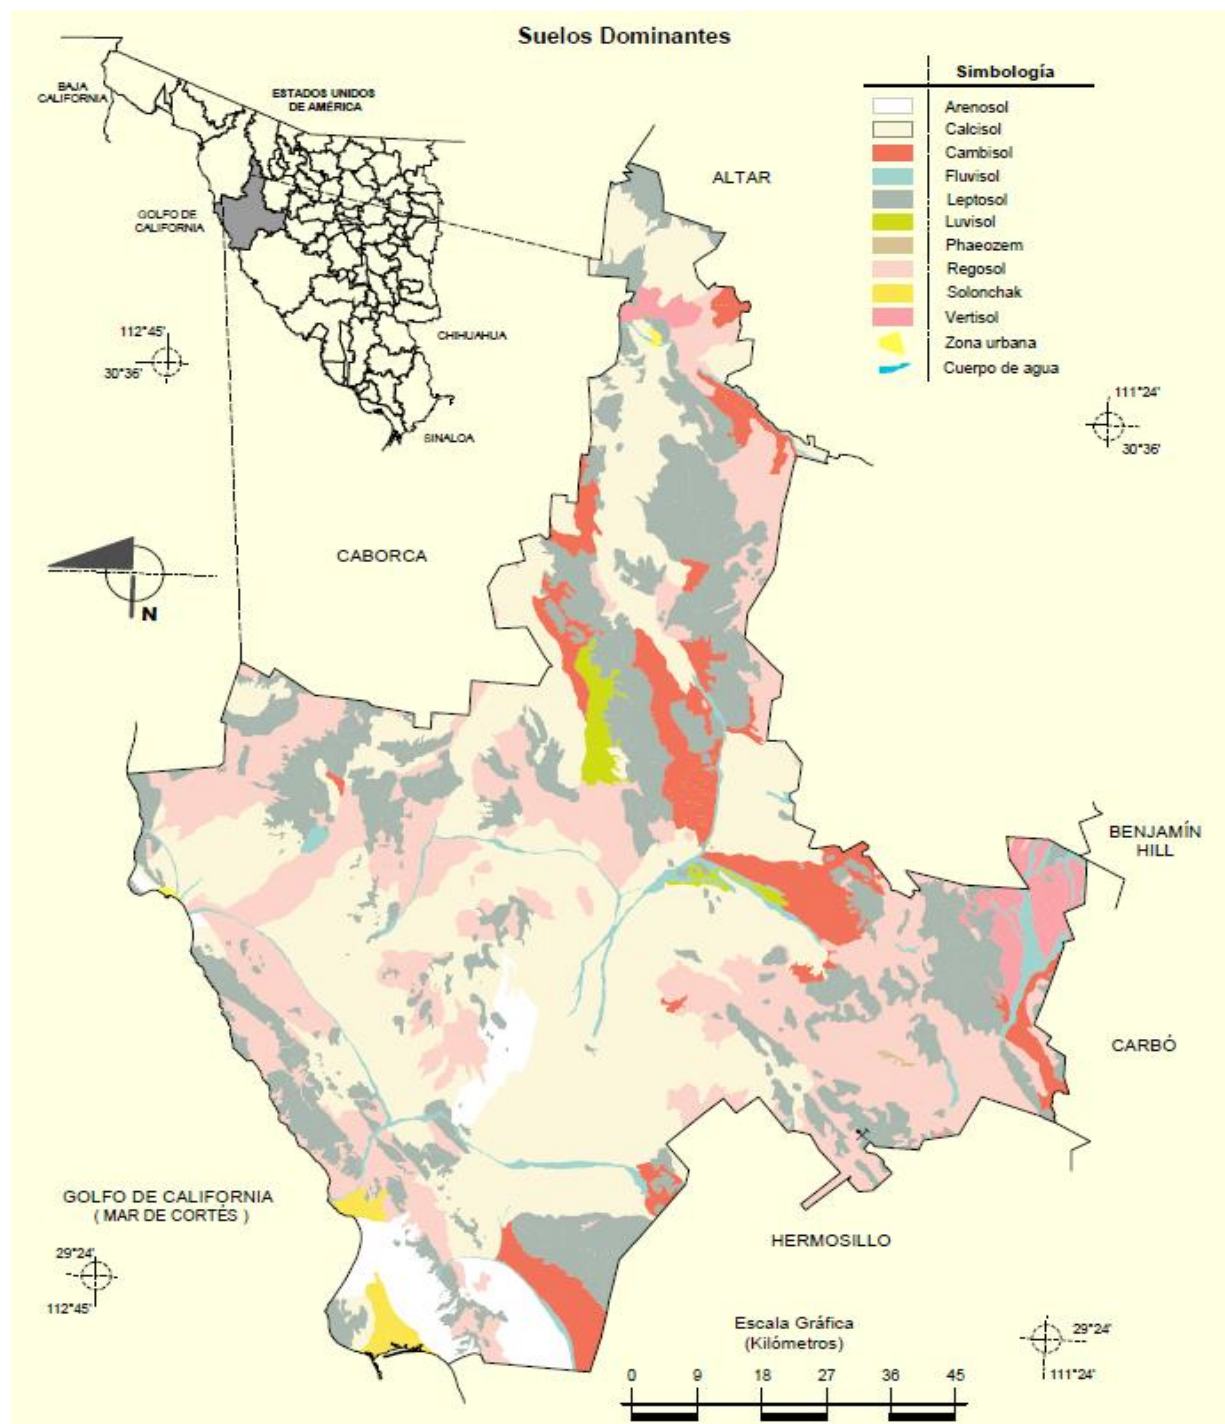 Suelos Dominantes
Simbología
Arenosol
Calcisol
Cambisol
Fluvisol
Leptosol
Luvisol
Phaeozem
Regosol
Solonchak
Vertisol
Zona urbana
Cuerpo de agua
BAJA
CALIFORNIA
ESTADOS UNIDOS
DE AMÉRICA
GOLFO DE
CALIFORNIA
CHIHUAHUA
SINALOA
112°45'
30°36'
ALTAR
111°24'
30°36'
CABORCA
N
BENJAMÍN
HILL
CARBÓ
GOLFO DE CALIFORNIA
( MAR DE CORTÉS )
HERMOSILLO
29°24'
112°45'
Escala Gráfica
(Kilómetros)
0 9 18 27 36 45
29°24'
111°24'